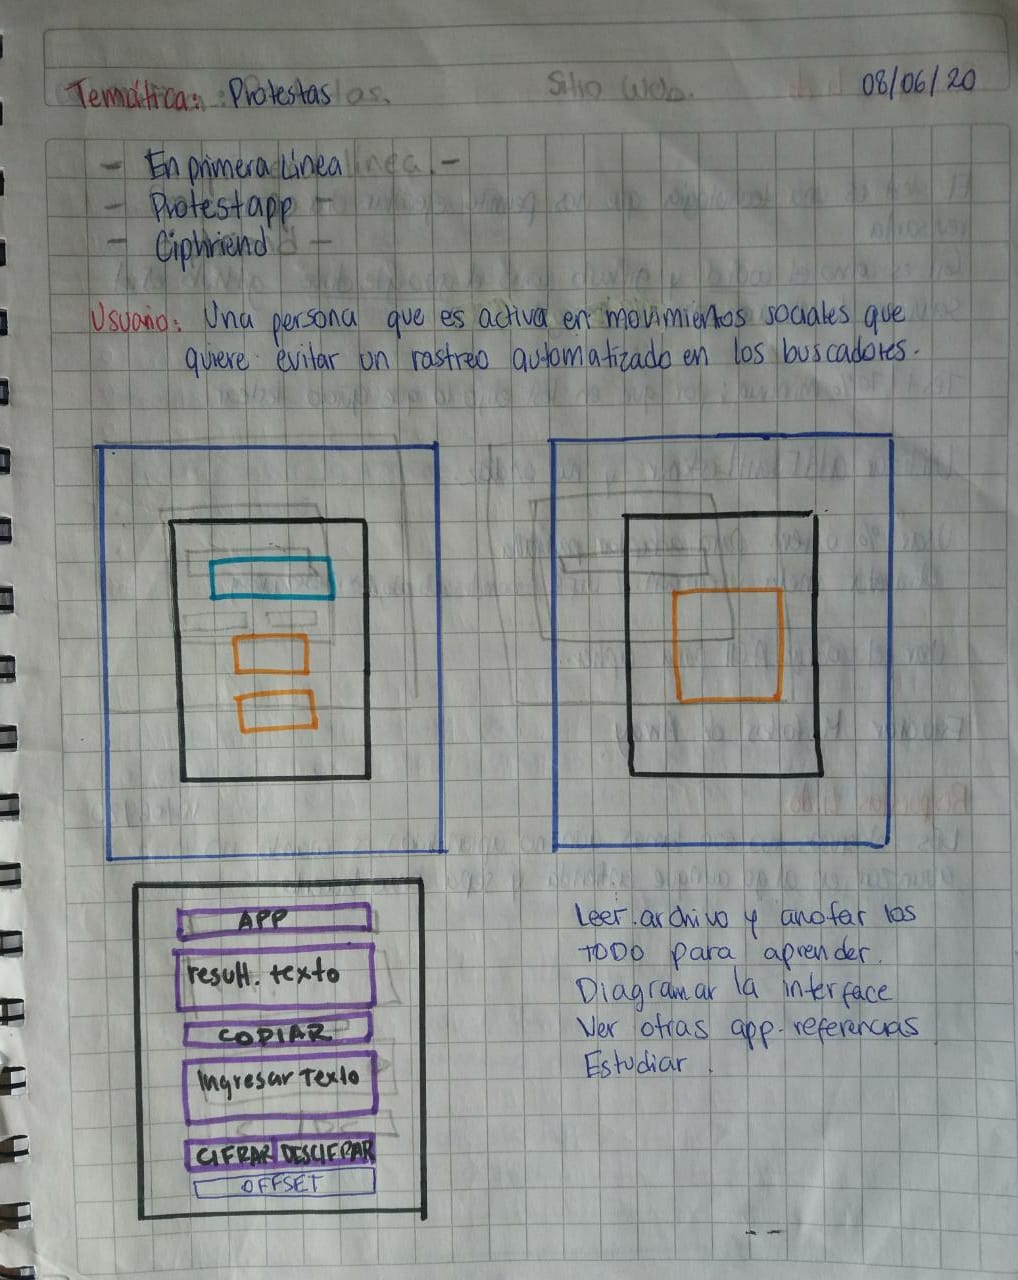 Temática: Protestas
Sitio Web.
08/06/20
- En primera Línea -
- Protestapp -
- Ciphriend -
Usuario: Una persona que es activa en movimientos sociales que
quiere evitar un rastreo automatizado en los buscadores.
APP
result. texto
COPIAR
Ingresar Texto
CIFRAR DESCIFRAR
OFFSET
Leer archivo y anotar los
TODO para aprender.
Diagramar la interface
Ver otras app-referencias
Estudiar.